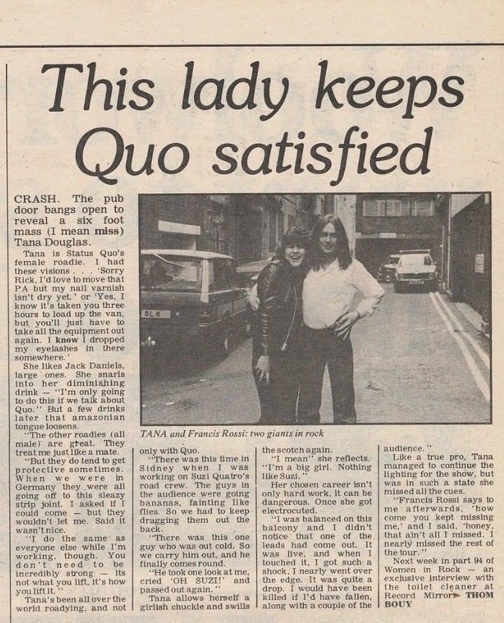 This lady keeps
Quo satisfied
CRASH. The pub
door bangs open to
reveal a six foot
mass (I mean miss)
Tana Douglas.
Tana is Status Quo's
female roadie. I had
these visions . . . 'Sorry
Rick, I'd love to move that
PA but my nail varnish
isn't dry yet.' or 'Yes, I
know it's taken you three
hours to load up the van,
but you'll just have to
take all the equipment out
again. I know I dropped
my eyelashes in there
somewhere.'
She likes Jack Daniels,
large ones. She snarls
into her diminishing
drink — "I'm only going
to do this if we talk about
Quo." But a few drinks
later that amazonian
tongue loosens.
"The other roadies (all
male) are great. They
treat me just like a mate.
"But they do tend to get
protective sometimes.
When we were in
Germany they were all
going off to this sleazy
strip joint. I asked if I
could come — but they
wouldn't let me. Said it
wasn't nice.
"I do the same as
everyone else while I'm
working, though. You
don't need to be
incredibly strong — its
not what you lift, it's how
you lift it."
Tana's been all over the
world roadying, and not
TANA and Francis Rossi: two giants in rock
only with Quo.
"There was this time in
Sidney when I was
working on Suzi Quatro's
road crew. The guys in
the audience were going
bananas, fainting like
flies. So we had to keep
dragging them out the
back.
"There was this one
guy who was out cold. So
we carry him out, and he
finally comes round.
"He took one look at me,
cried 'OH SUZI!' and
passed out again."
Tana allows herself a
girlish chuckle and swills
the scotch again.
"I mean" she reflects.
"I'm a big girl. Nothing
like Suzi."
Her chosen career isn't
only hard work, it can be
dangerous. Once she got
electrocuted.
"I was balanced on this
balcony and I didn't
notice that one of the
leads had come out. It
was live, and when I
touched it, I got such a
shock, I nearly went over
the edge. It was quite a
drop. I would have been
killed if I'd have fallen,
along with a couple of the
audience."
Like a true pro, Tana
managed to continue the
lighting for the show, but
was in such a state she
missed all the cues.
"Francis Rossi says to
me afterwards, 'how
come you kept missing
me,' and I said, 'honey,
that ain't all I missed. I
nearly missed the rest of
the tour."
Next week in part 94 of
Women in Rock — an
exclusive interview with
the toilet cleaner at
Record Mirror THOM
BOUY